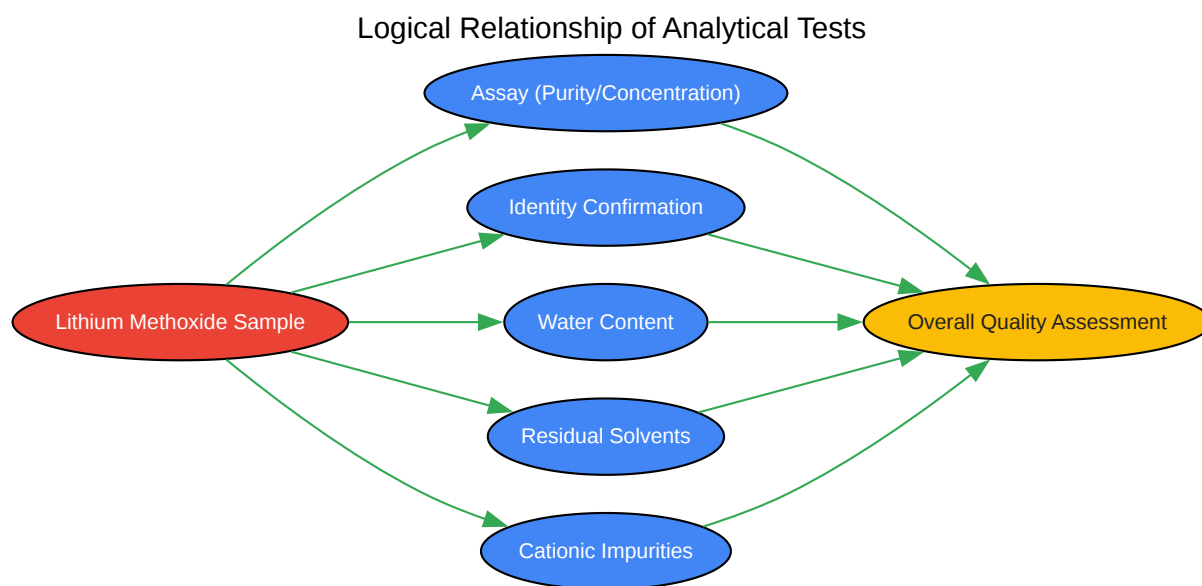 Logical Relationship of Analytical Tests
Assay (Purity/Concentration)
Identity Confirmation
Lithium Methoxide Sample
Water Content
Overall Quality Assessment
Residual Solvents
Cationic Impurities